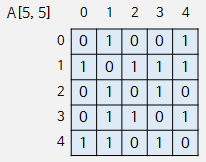 A[5, 5] 0 1 2 3 4
0 0 1 0 0 1
1 1 0 1 1 1
2 0 1 0 1 0
3 0 1 1 0 1
4 1 1 0 1 0